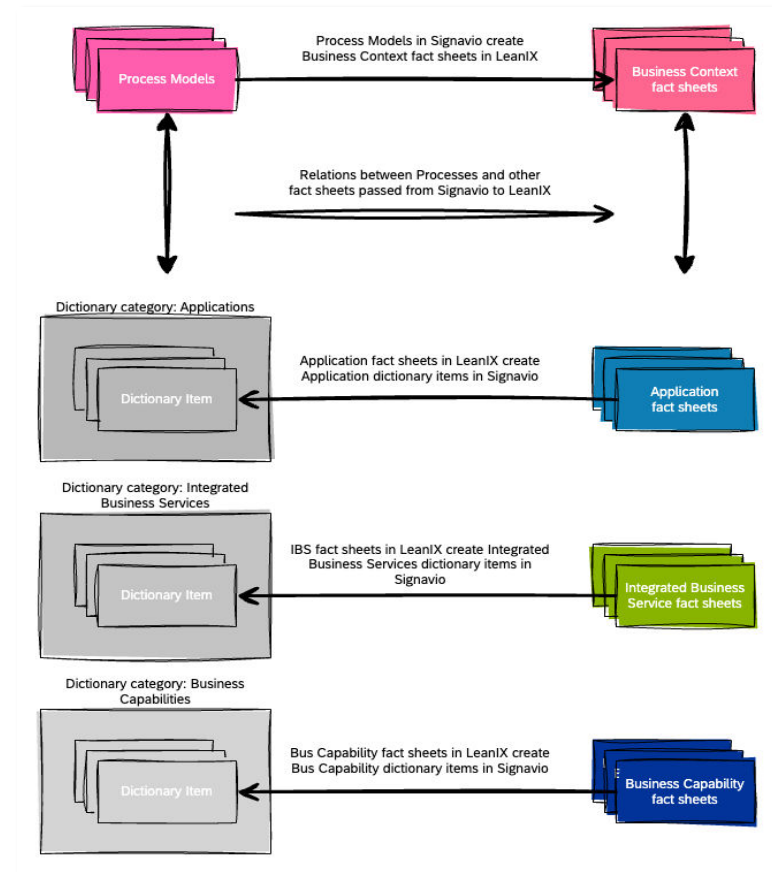 Process Models in Signavio create
Business Context fact sheets in LeanIX
Process Models
Business Context
fact sheets
Relations between Processes and other
fact sheets passed from Signavio to LeanIX
Dictionary category: Applications
Application fact sheets in LeanIX create
Application dictionary items in Signavio
Dictionary Item
Application
fact sheets
Dictionary category: Integrated
Business Services
IBS fact sheets in LeanIX create Integrated
Business Services dictionary items in
Signavio
Dictionary Item
Integrated Business
Service fact sheets
Dictionary category: Business
Capabilities
Bus Capability fact sheets in LeanIX create
Bus Capability dictionary items in Signavio
Dictionary Item
Business Capability
fact sheets